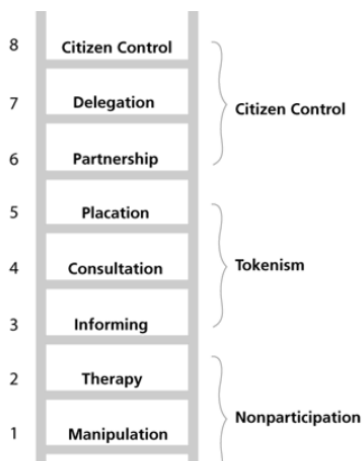 8 Citizen Control
7 Delegation
Citizen Control
6 Partnership
5 Placation
4 Consultation
Tokenism
3 Informing
2 Therapy
Nonparticipation
1 Manipulation